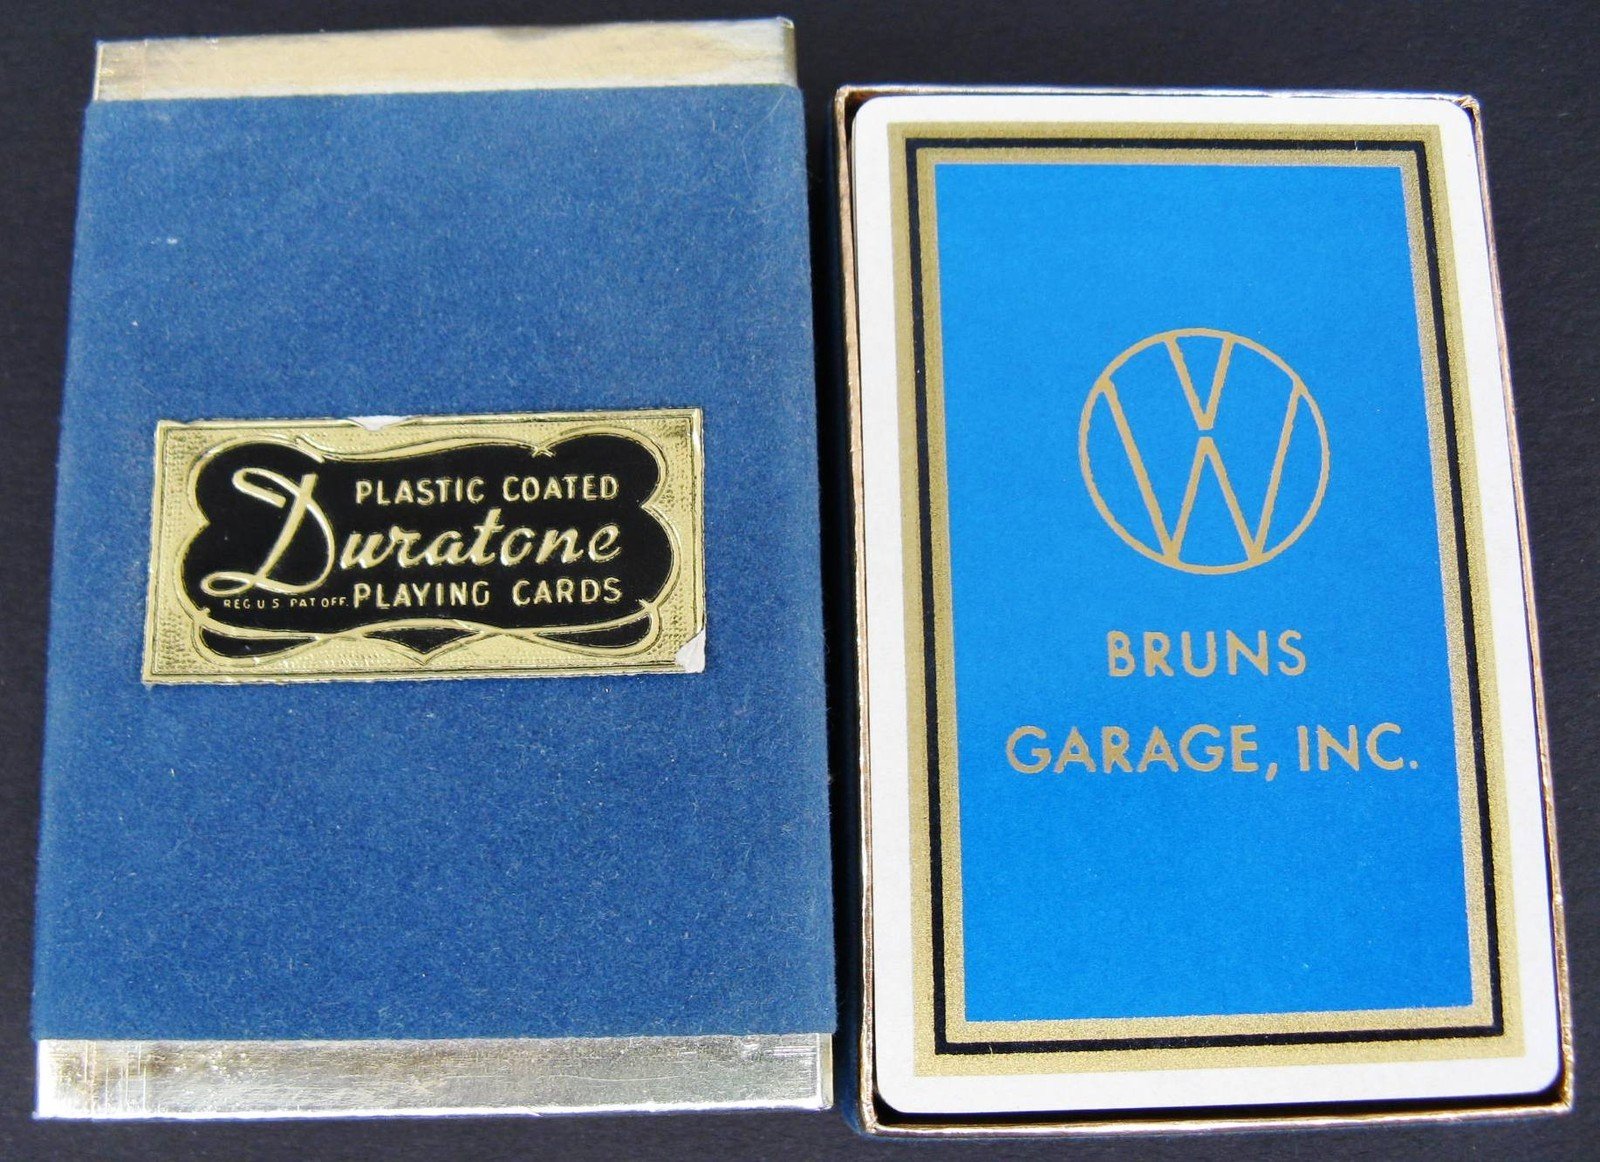 PLASTIC COATED
Duratone
REG U S PAT OFF. PLAYING CARDS
VW
BRUNS
GARAGE, INC.